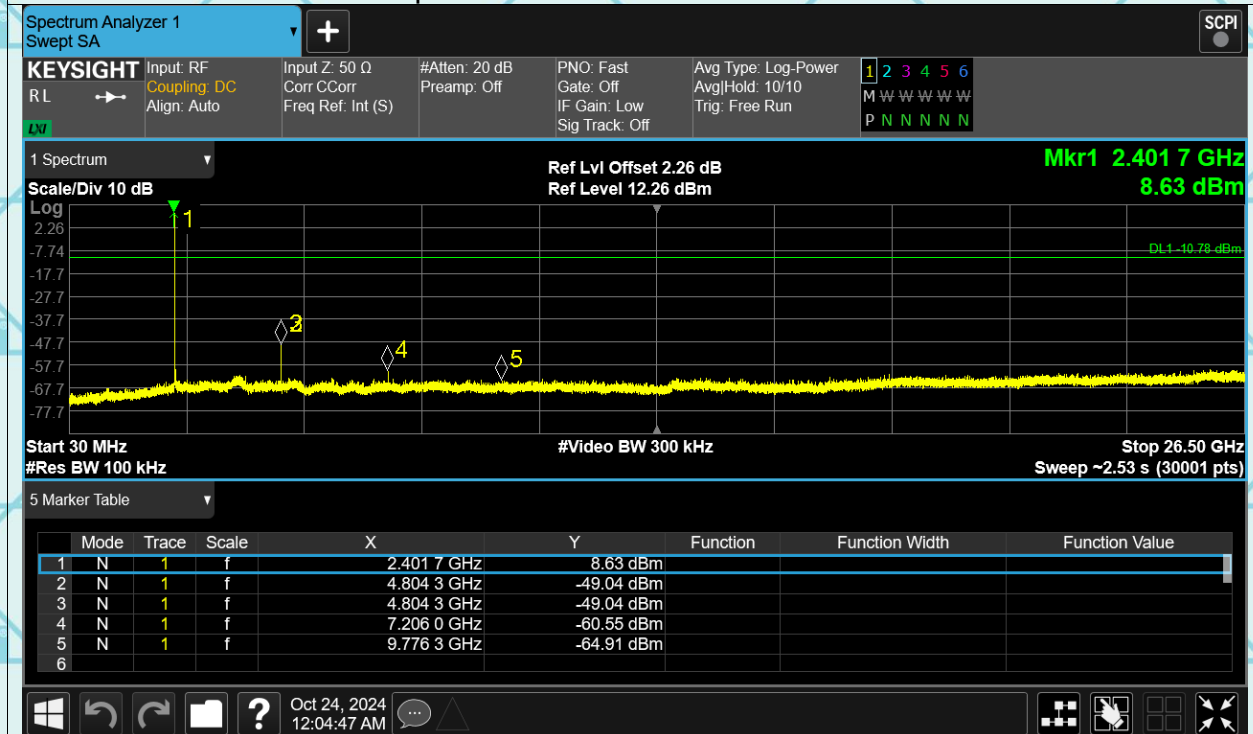 Spectrum Analyzer 1
Swept SA
+
SCPI
KEYSIGHT
R L
LXI
Input: RF
Coupling: DC
Align: Auto
Input Z: 50 Ω
Corr CCorr
Freq Ref: Int (S)
#Atten: 20 dB
Preamp: Off
PNO: Fast
Gate: Off
IF Gain: Low
Sig Track: Off
Avg Type: Log-Power
Avg|Hold: 10/10
Trig: Free Run
1 2 3 4 5 6
M W W W W W
P N N N N N
1 Spectrum
Scale/Div 10 dB
Ref Lvl Offset 2.26 dB
Ref Level 12.26 dBm
Mkr1 2.401 7 GHz
8.63 dBm
Log
2.26
-7.74
-17.7
-27.7
-37.7
-47.7
-57.7
-67.7
-77.7
1
3
4
5
DL1 -10.78 dBm
Start 30 MHz
#Video BW 300 kHz
Stop 26.50 GHz
#Res BW 100 kHz
Sweep ~2.53 s (30001 pts)
5 Marker Table
Mode Trace Scale X Y Function Function Width Function Value
1 N 1 f 2.401 7 GHz 8.63 dBm
2 N 1 f 4.804 3 GHz -49.04 dBm
3 N 1 f 4.804 3 GHz -49.04 dBm
4 N 1 f 7.206 0 GHz -60.55 dBm
5 N 1 f 9.776 3 GHz -64.91 dBm
6
?
Oct 24, 2024
12:04:47 AM